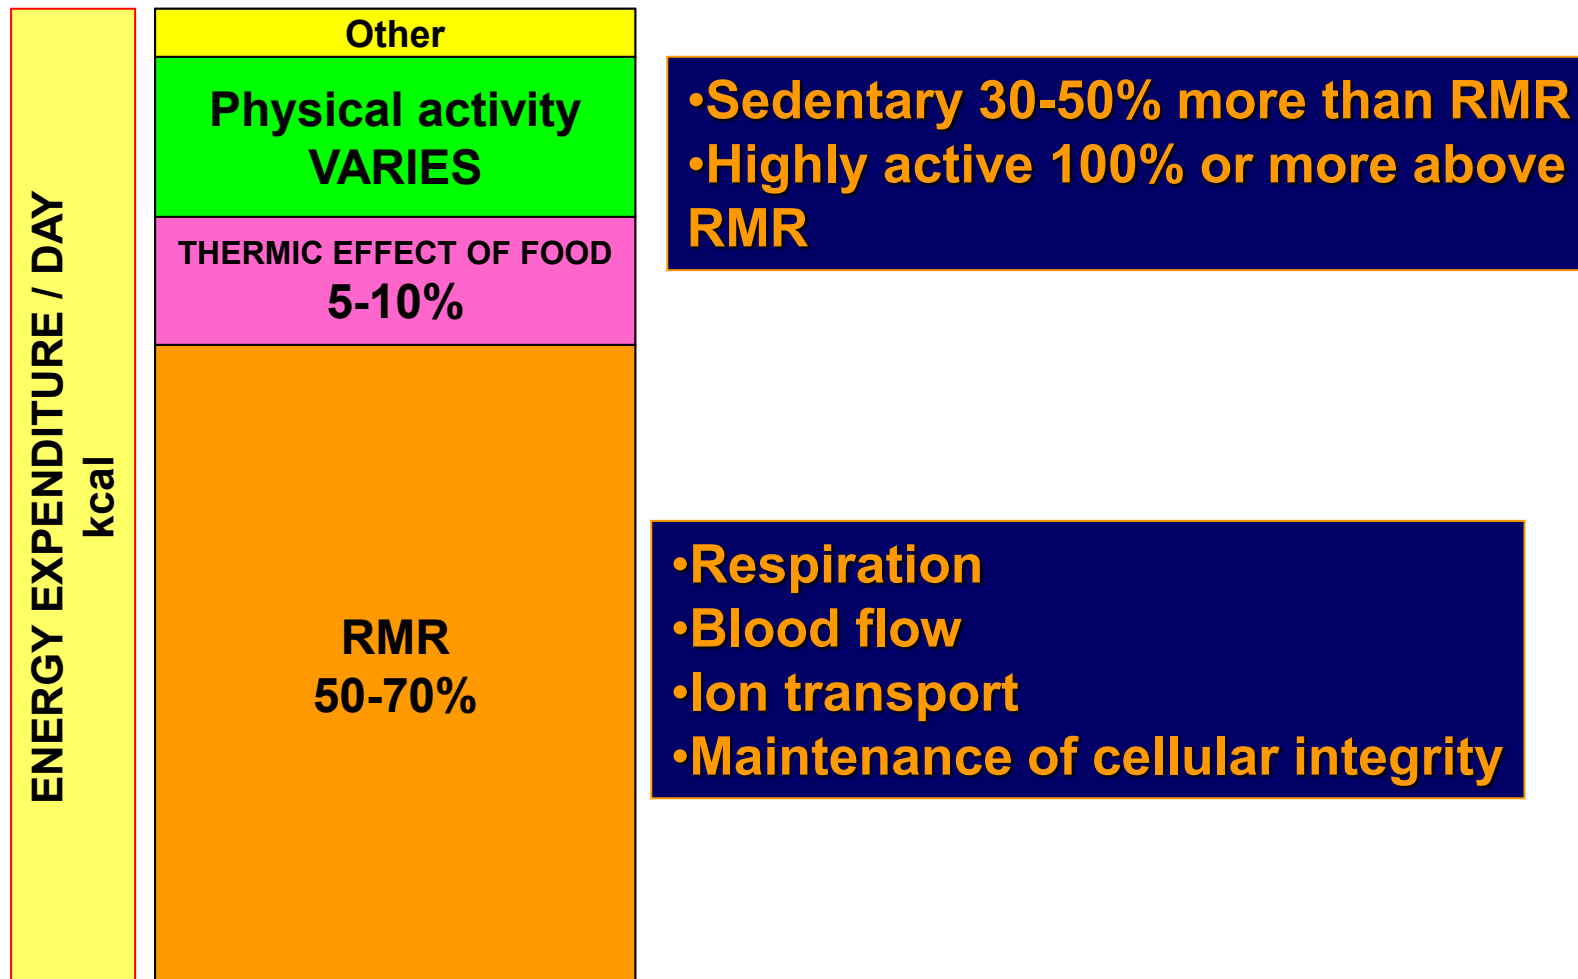 ENERGY EXPENDITURE / DAY
kcal
Other
Physical activity
VARIES
THERMIC EFFECT OF FOOD
5-10%
RMR
50-70%
•Sedentary 30-50% more than RMR
•Highly active 100% or more above
RMR
•Respiration
•Blood flow
•Ion transport
•Maintenance of cellular integrity